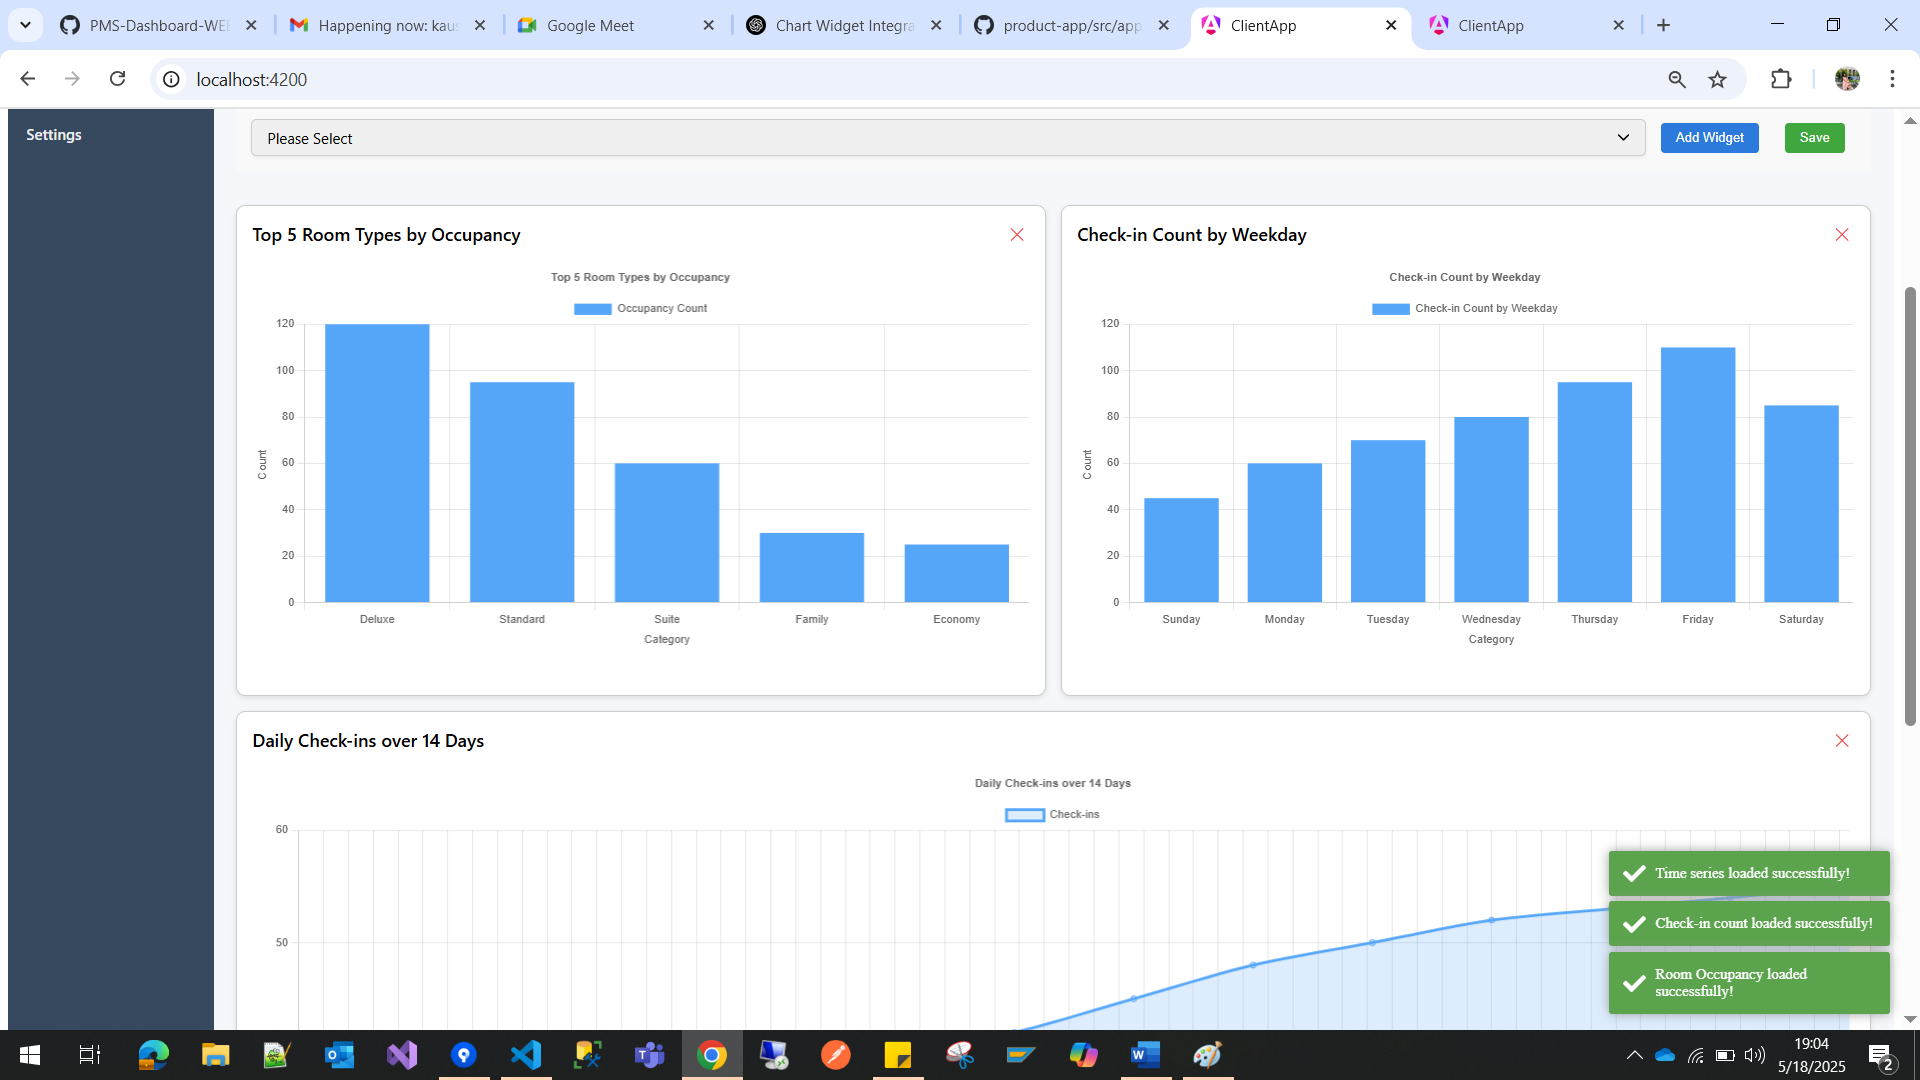 PMS-Dashboard-WEB
Happening now: kaus
Google Meet
Chart Widget Integra
product-app/src/app
ClientApp
ClientApp
localhost:4200
Settings
Please Select
Add Widget
Save
Top 5 Room Types by Occupancy
Top 5 Room Types by Occupancy
Occupancy Count
120
100
80
60
40
20
0
Count
Deluxe
Standard
Suite
Family
Economy
Category
Check-in Count by Weekday
Check-in Count by Weekday
Check-in Count by Weekday
120
100
80
60
40
20
0
Count
Sunday
Monday
Tuesday
Wednesday
Thursday
Friday
Saturday
Category
Daily Check-ins over 14 Days
Daily Check-ins over 14 Days
Check-ins
60
50
Time series loaded successfully!
Check-in count loaded successfully!
Room Occupancy loaded
successfully!
19:04
5/18/2025
2